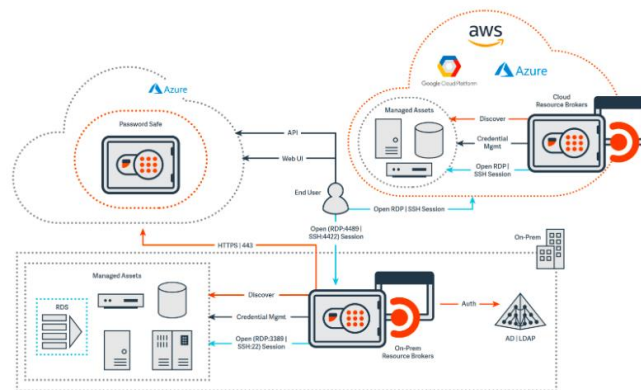 aws
Google Cloud Platform
Azure
Azure
Cloud
Resource Brokers
Managed Assets
Discover
Credential
Mgmt
Open RDP |
SSH Session
Password Safe
API
Web UI
End User
Open RDP | SSH Session
Open (RDP:4489 |
SSH:4422) Session
HTTPS | 443
On-Prem
Managed Assets
RDS
Discover
Credential Mgmt
Open (RDP:3389 |
SSH:22) Session
On-Prem
Resource Brokers
Auth
AD | LDAP